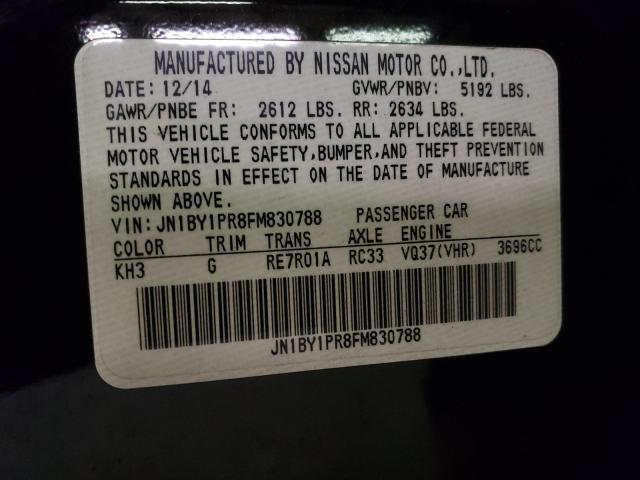 MANUFACTURED BY NISSAN MOTOR CO.,LTD.
DATE: 12/14 GVWR/PNBV: 5192 LBS.
GAWR/PNBE FR: 2612 LBS. RR: 2634 LBS.
THIS VEHICLE CONFORMS TO ALL APPLICABLE FEDERAL
MOTOR VEHICLE SAFETY,BUMPER,AND THEFT PREVENTION
STANDARDS IN EFFECT ON THE DATE OF MANUFACTURE
SHOWN ABOVE.
VIN: JN1BY1PR8FM830788 PASSENGER CAR
COLOR TRIM TRANS AXLE ENGINE
KH3 G RE7R01A RC33 VQ37(VHR) 3696CC
JN1BY1PR8FM830788